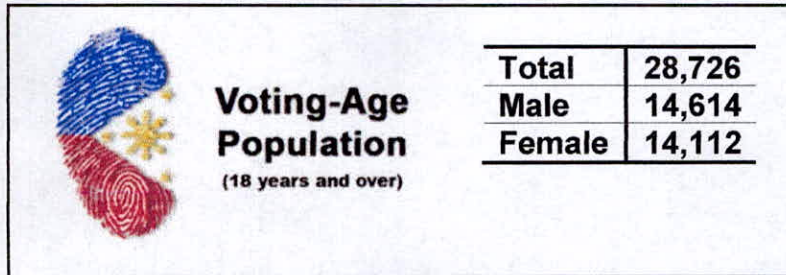 Voting-Age
Population
(18 years and over)
Total 28,726
Male 14,614
Female 14,112